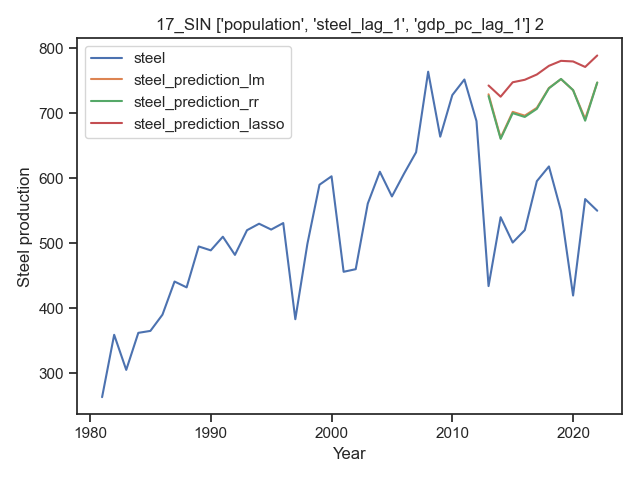 17_SIN ['population', 'steel_lag_1', 'gdp_pc_lag_1'] 2
steel
steel_prediction_lm
steel_prediction_rr
steel_prediction_lasso
Steel production
800
700
600
500
400
300
1980
1990
2000
2010
2020
Year